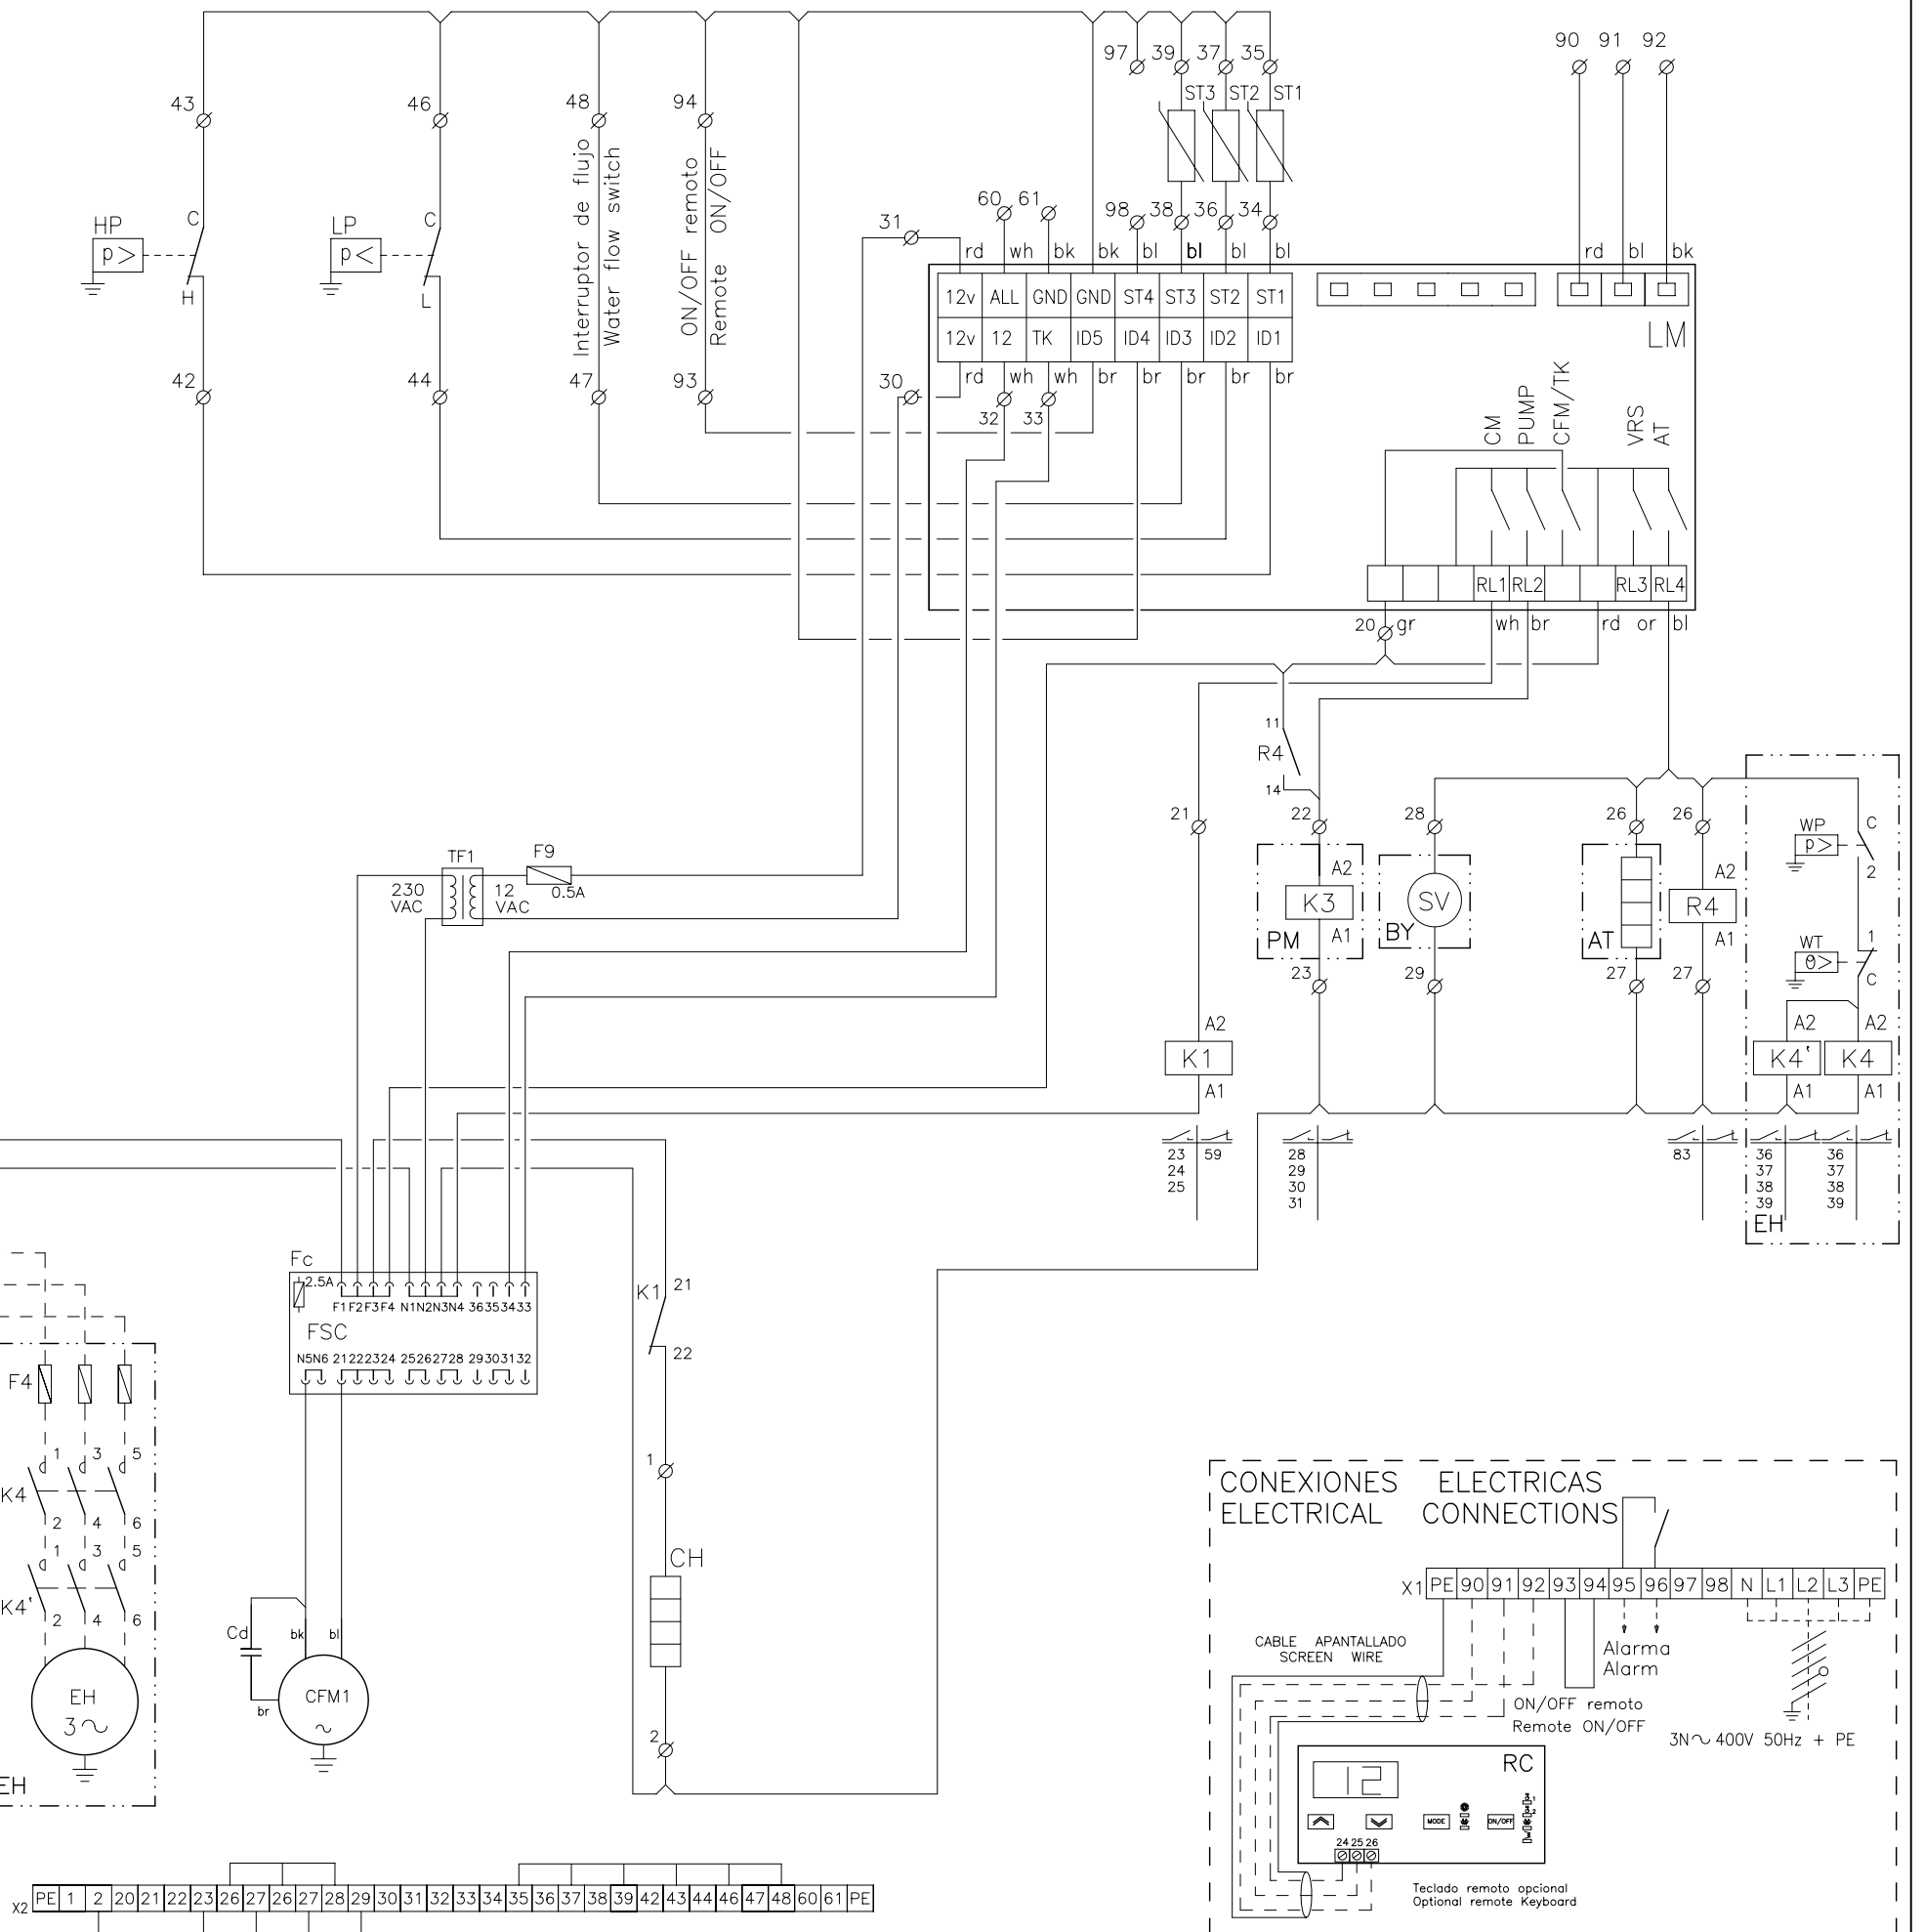 97 39 37 35 90 91 92
43 46 48 94 ST3 ST2 ST1
Interruptor de flujo
Water flow switch
ON/OFF remoto
Remote ON/OFF
HP C LP C
p> p<
H L
31 60 61 98 38 36 34
rd wh bk bk bl bl bl bl rd bl bk
12v ALL GND GND ST4 ST3 ST2 ST1
12v 12 TK ID5 ID4 ID3 ID2 ID1
LM
rd wh wh br br br br br
42 44 47 93 30 32 33
CM
PUMP
CFM/TK
VRS
AT
RL1 RL2 RL3 RL4
20 gr wh br rd or bl
11
R4
14
21 22 28 26 26
WP C
p>
2
TF1 F9
230
VAC
12
VAC
0.5A
A2 A2
K3 SV R4
PM A1 BY AT A1
WT 1
θ>
C
23 29 27 27
A2 A2 A2
K1 K4' K4
A1 A1 A1
23 59 28 83 36 36
24 29 37 37
25 30 38 38
31 39 39
EH
Fc
2.5A
F1 F2 F3 F4 N1 N2 N3 N4 36 35 34 33
FSC
N5 N6 21 22 23 24 25 26 27 28 29 30 31 32
K1 21
22
F4
1 3 5
K4
2 4 6
1 3 5
K4'
2 4 6
EH
3~
EH
1
CH
2
Cd bk bl
CFM1
~
br
CONEXIONES ELECTRICAS
ELECTRICAL CONNECTIONS
X1 PE 90 91 92 93 94 95 96 97 98 N L1 L2 L3 PE
CABLE APANTALLADO
SCREEN WIRE
Alarma
Alarm
ON/OFF remoto
Remote ON/OFF
3N~ 400V 50Hz + PE
RC
12
MODE ON/OFF
24 25 26
Teclado remoto opcional
Optional remote Keyboard
X2 PE 1 2 20 21 22 23 26 27 26 27 28 29 30 31 32 33 34 35 36 37 38 39 42 43 44 46 47 48 60 61 PE